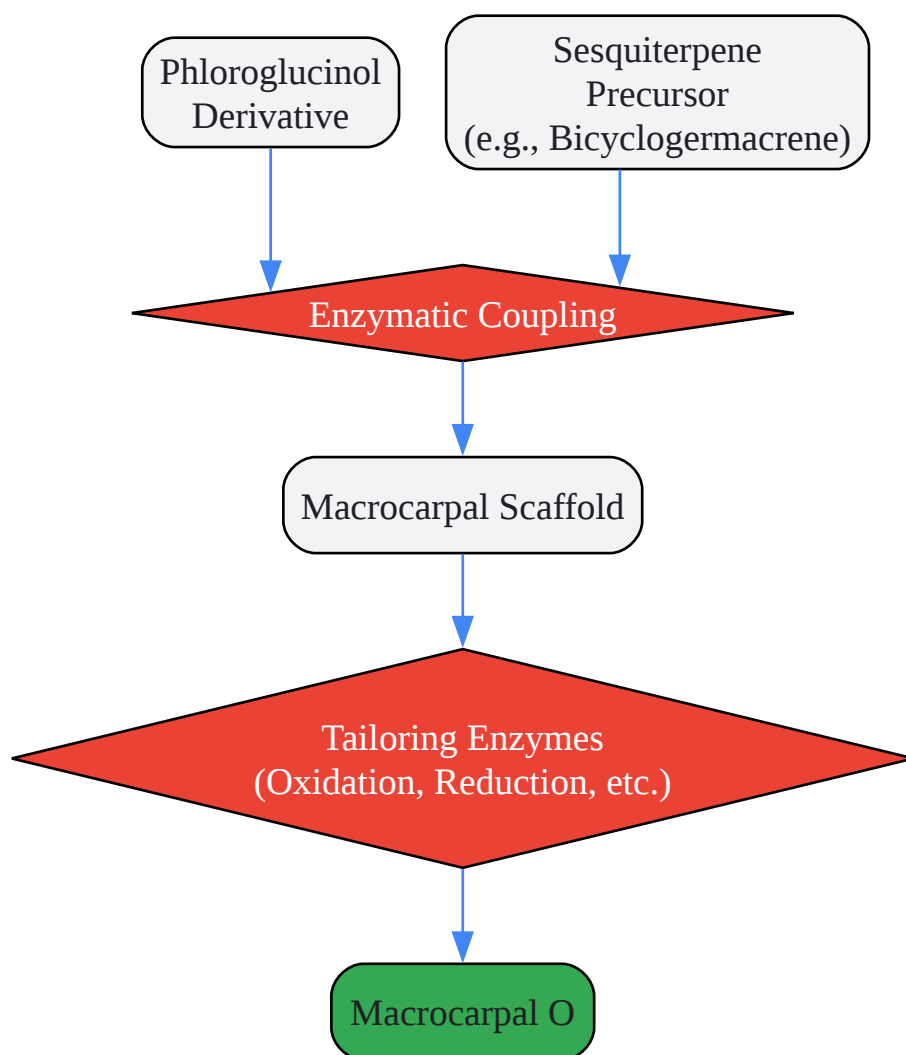 Phloroglucinol
Derivative
Sesquiterpene
Precursor
(e.g., Bicyclogermacrene)
Enzymatic Coupling
Macrocarpal Scaffold
Tailoring Enzymes
(Oxidation, Reduction, etc.)
Macrocarpal O